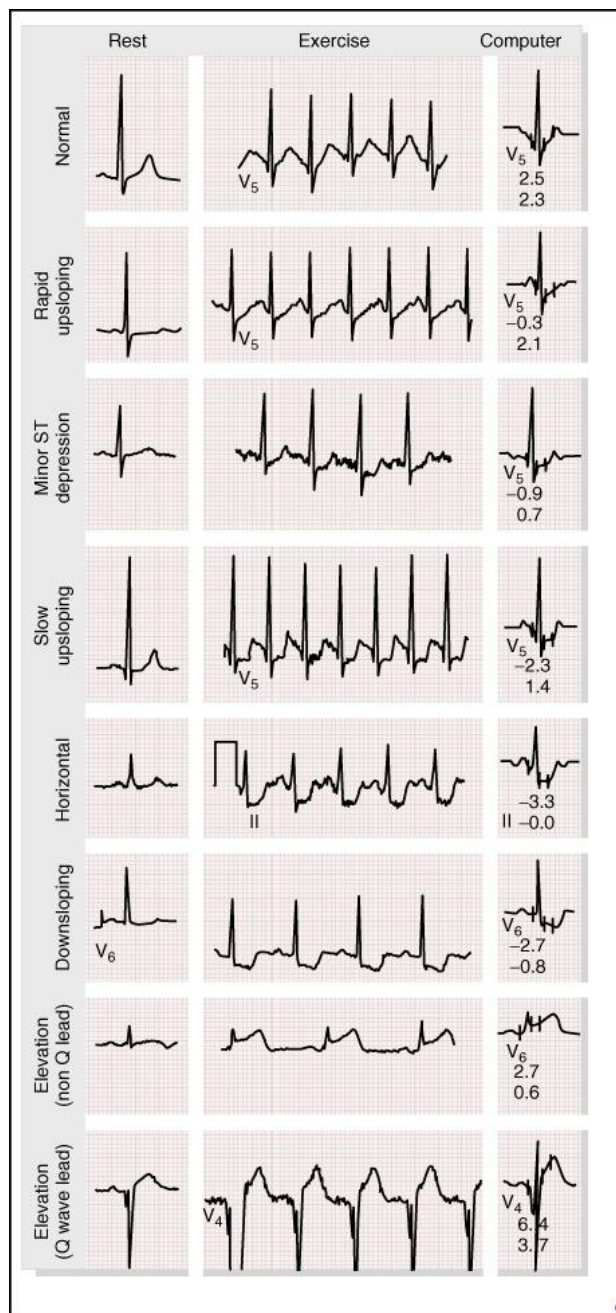 Rest Exercise Computer
Normal
V5
V5
2.5
2.3
Rapid
upsloping
V5
V5
−0.3
2.1
Minor ST
depression
V5
−0.9
0.7
Slow
upsloping
V5
V5
−2.3
1.4
Horizontal
II
−3.3
II −0.0
Downsloping
V6
V6
−2.7
−0.8
Elevation
(non Q lead)
V6
2.7
0.6
Elevation
(Q wave lead)
V4
V4
6.4
3.7